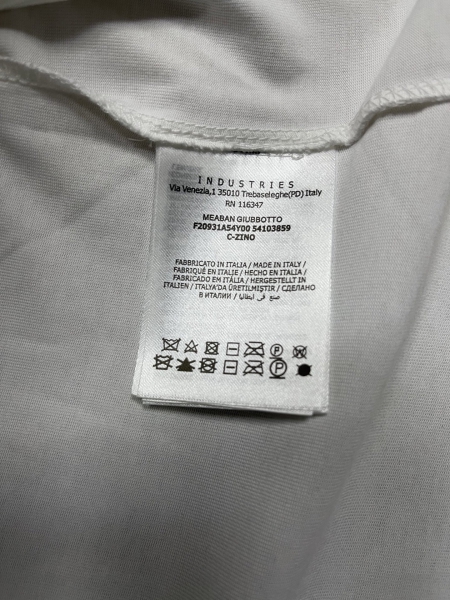 INDUSTRIES
Via Venezia,1 35010 Trebaseleghe(PD) Italy
RN 116347
MEABAN GIUBBOTTO
F20931A54Y00 54103859
C-ZINO
FABBRICATO IN ITALIA / MADE IN ITALY /
FABRIQUÉ EN ITALIE / HECHO EN ITALIA /
FABRICADO EM ITÁLIA / HERGESTELLT IN
ITALIEN / ITALYA'DA ÜRETILMIŞTIR / СДЕЛАНО
В ИТАЛИИ / صنع في ايطاليا
P
W
P